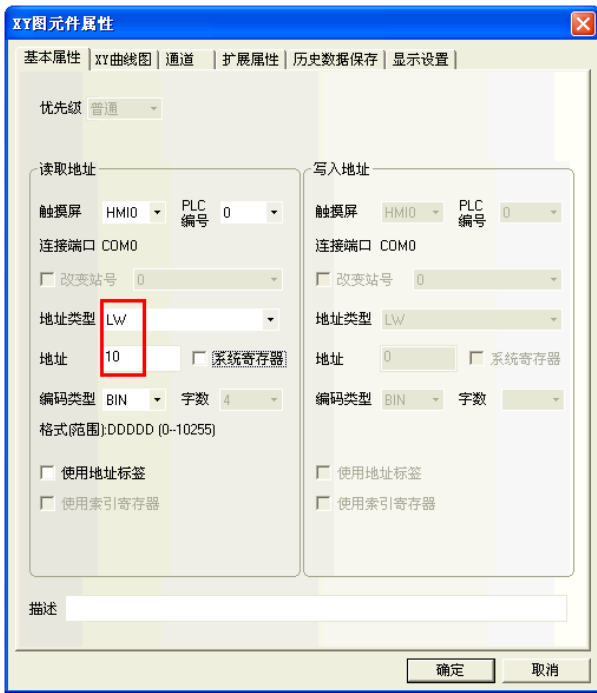 XY图元件属性
基本属性 XY曲线图 通道 扩展属性 历史数据保存 显示设置
优先级 普通
读取地址
触摸屏 HMI0 PLC编号 0
连接端口 COM0
改变站号 0
地址类型 LW
地址 10 系统寄存器
编码类型 BIN 字数 4
格式(范围):DDDDD (0--10255)
使用地址标签
使用索引寄存器
写入地址
触摸屏 HMI0 PLC编号 0
连接端口 COM0
改变站号 0
地址类型 LW
地址 0 系统寄存器
编码类型 BIN 字数
使用地址标签
使用索引寄存器
描述
确定 取消